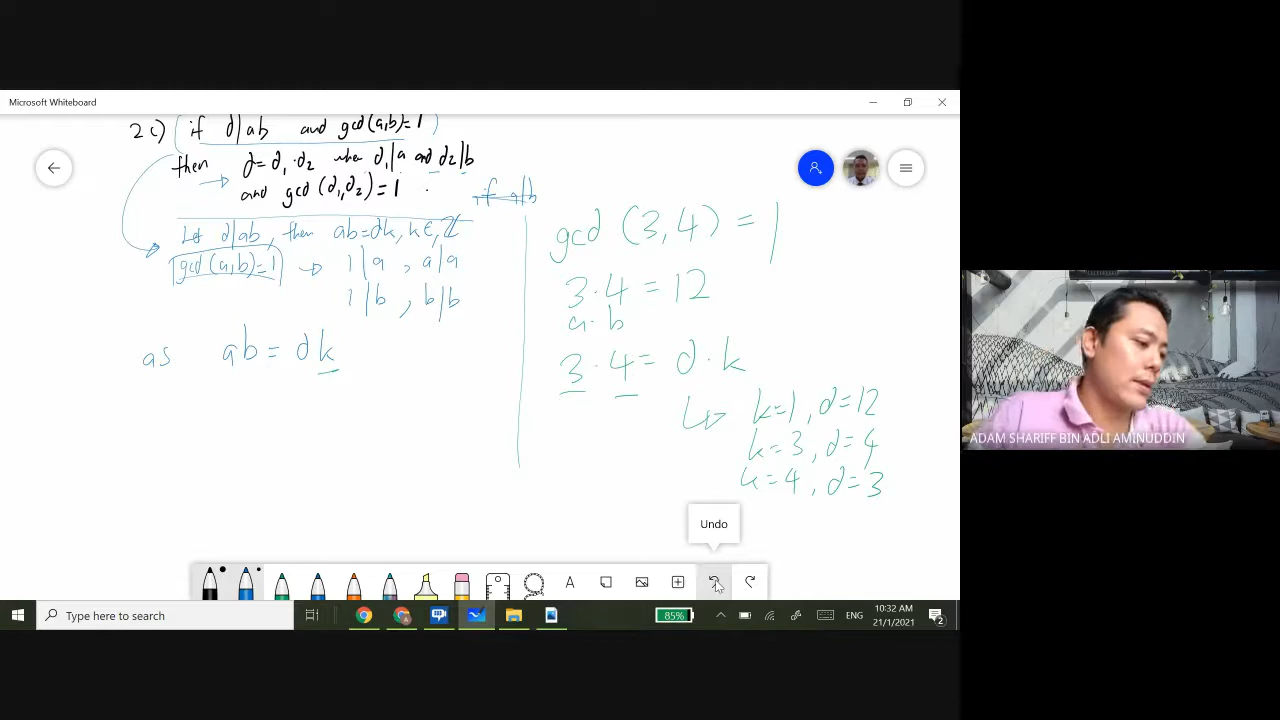 Microsoft Whiteboard
2c) if d|ab and gcd(a,b)=1
then d=d1·d2 when d1|a and d2|b
and gcd(d1,d2)=1.
if a|b
Let d|ab, then ab=dk, k∈ℤ
gcd(a,b)=1 → 1|a, a|a
1|b, b|b
as ab=dk
gcd (3,4) = 1
3·4=12
a·b
3·4= d·k
↳ k=1, d=12
k=3, d=4
k=4, d=3
ADAM SHARIFF BIN ADLI AMINUDDIN
Undo
A
Type here to search
85%
ENG
10:32 AM
21/1/2021
2